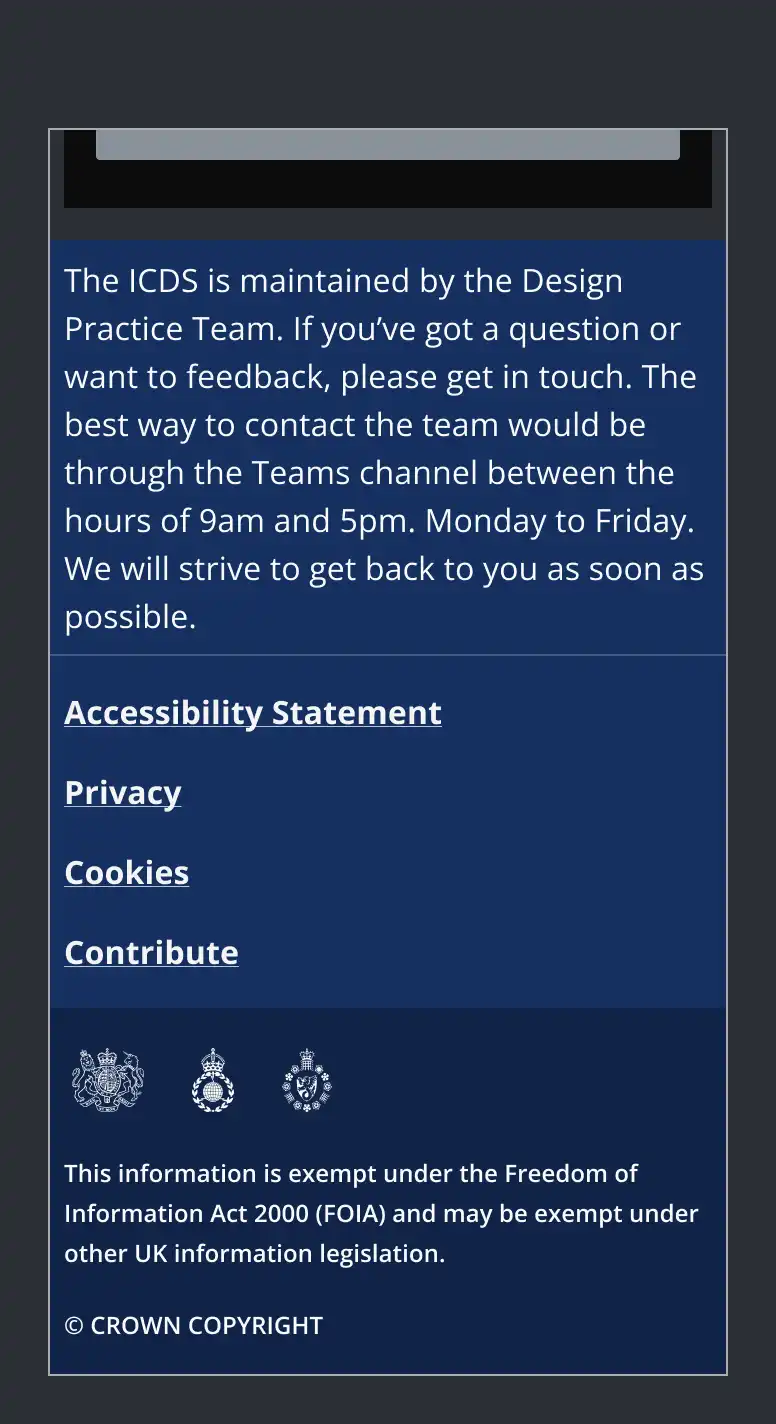 The ICDS is maintained by the Design
Practice Team. If you’ve got a question or
want to feedback, please get in touch. The
best way to contact the team would be
through the Teams channel between the
hours of 9am and 5pm. Monday to Friday.
We will strive to get back to you as soon as
possible.
Accessibility Statement
Privacy
Cookies
Contribute
This information is exempt under the Freedom of
Information Act 2000 (FOIA) and may be exempt under
other UK information legislation.
© CROWN COPYRIGHT